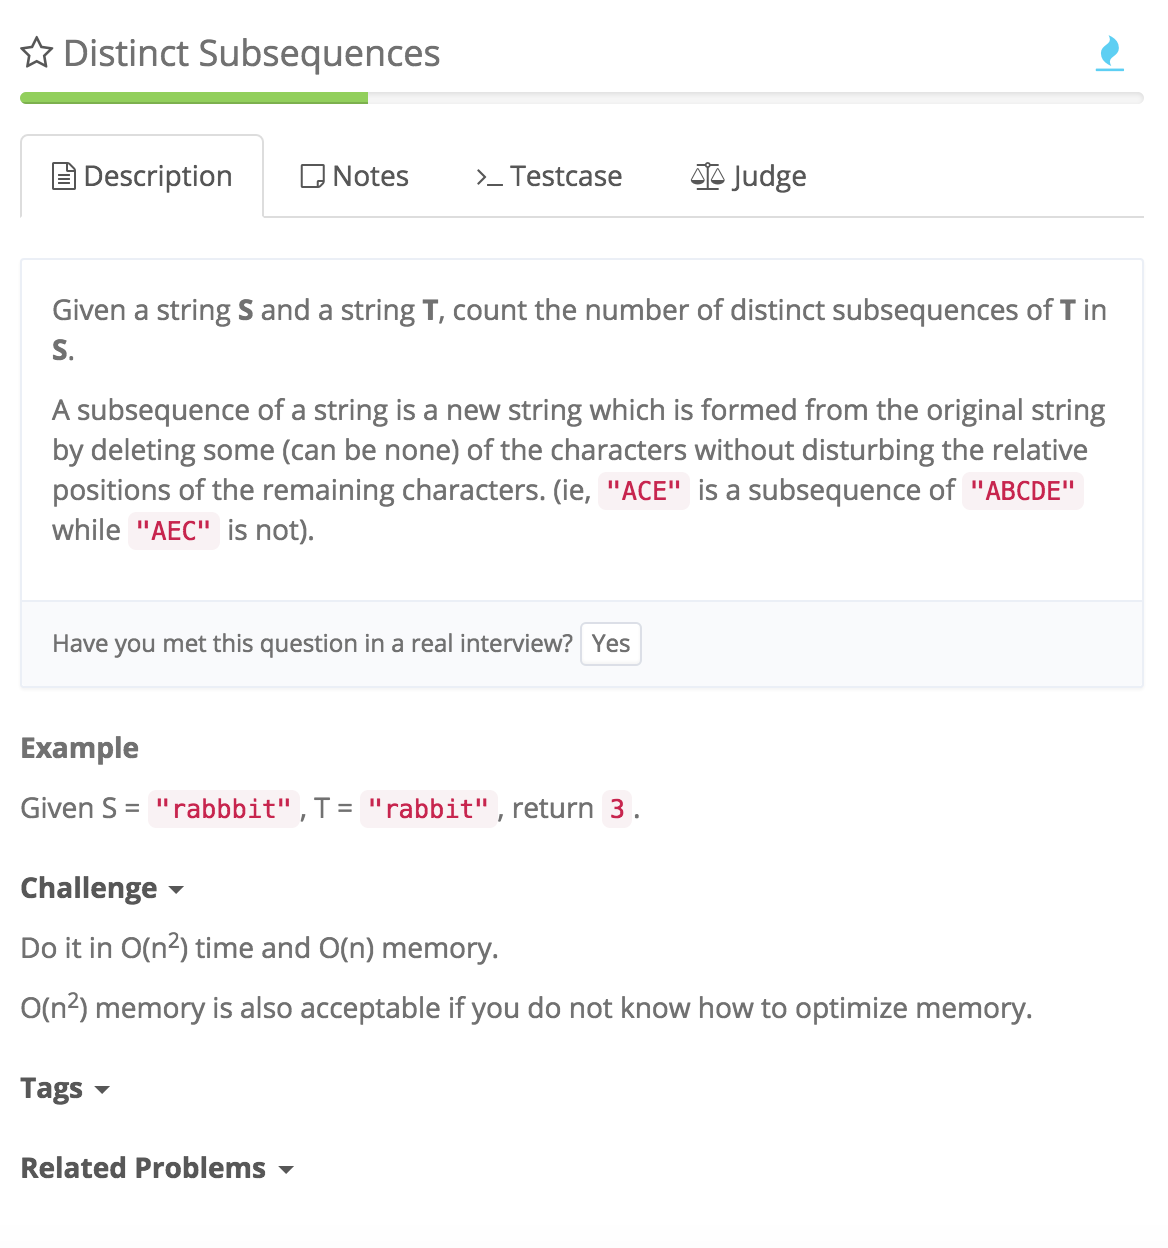 Distinct Subsequences
Description
Notes
Testcase
Judge
Given a string S and a string T, count the number of distinct subsequences of T in
S.
A subsequence of a string is a new string which is formed from the original string
by deleting some (can be none) of the characters without disturbing the relative
positions of the remaining characters. (ie, "ACE" is a subsequence of "ABCDE"
while "AEC" is not).
Have you met this question in a real interview? Yes
Example
Given S = "rabbbit", T = "rabbit", return 3.
Challenge
Do it in O(n²) time and O(n) memory.
O(n²) memory is also acceptable if you do not know how to optimize memory.
Tags
Related Problems